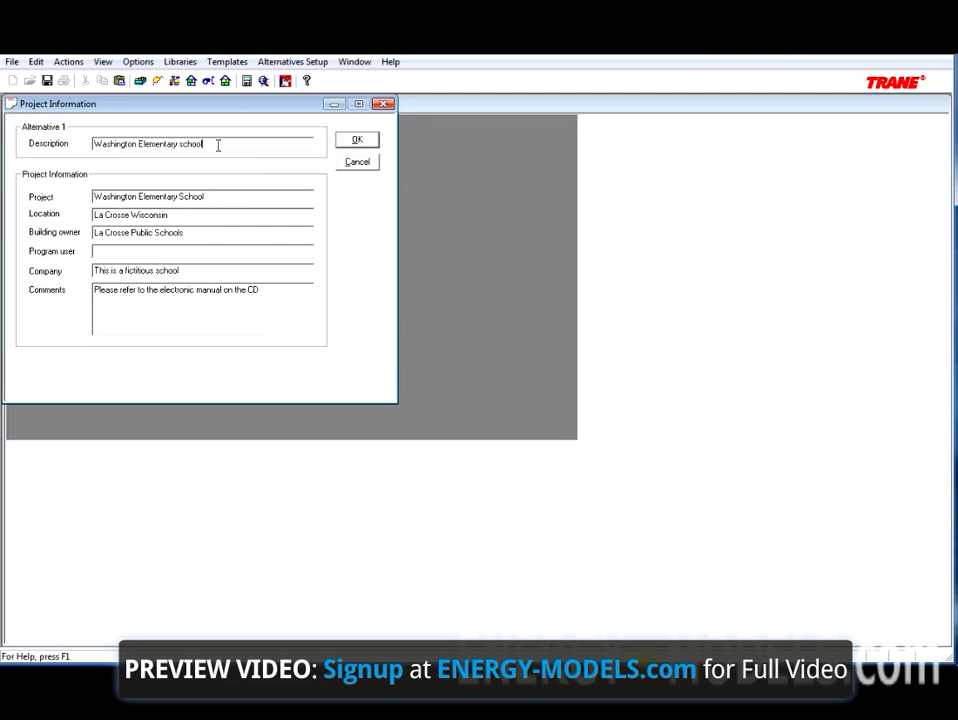 File Edit Actions View Options Libraries Templates Alternatives Setup Window Help
TRANE®
Project Information
Alternative 1
Description Washington Elementary school
OK
Cancel
Project Information
Project Washington Elementary School
Location La Crosse Wisconsin
Building owner La Crosse Public Schools
Program user
Company This is a fictitious school
Comments Please refer to the electronic manual on the CD
For Help, press F1
PREVIEW VIDEO: Signup at ENERGY-MODELS.com for Full Video